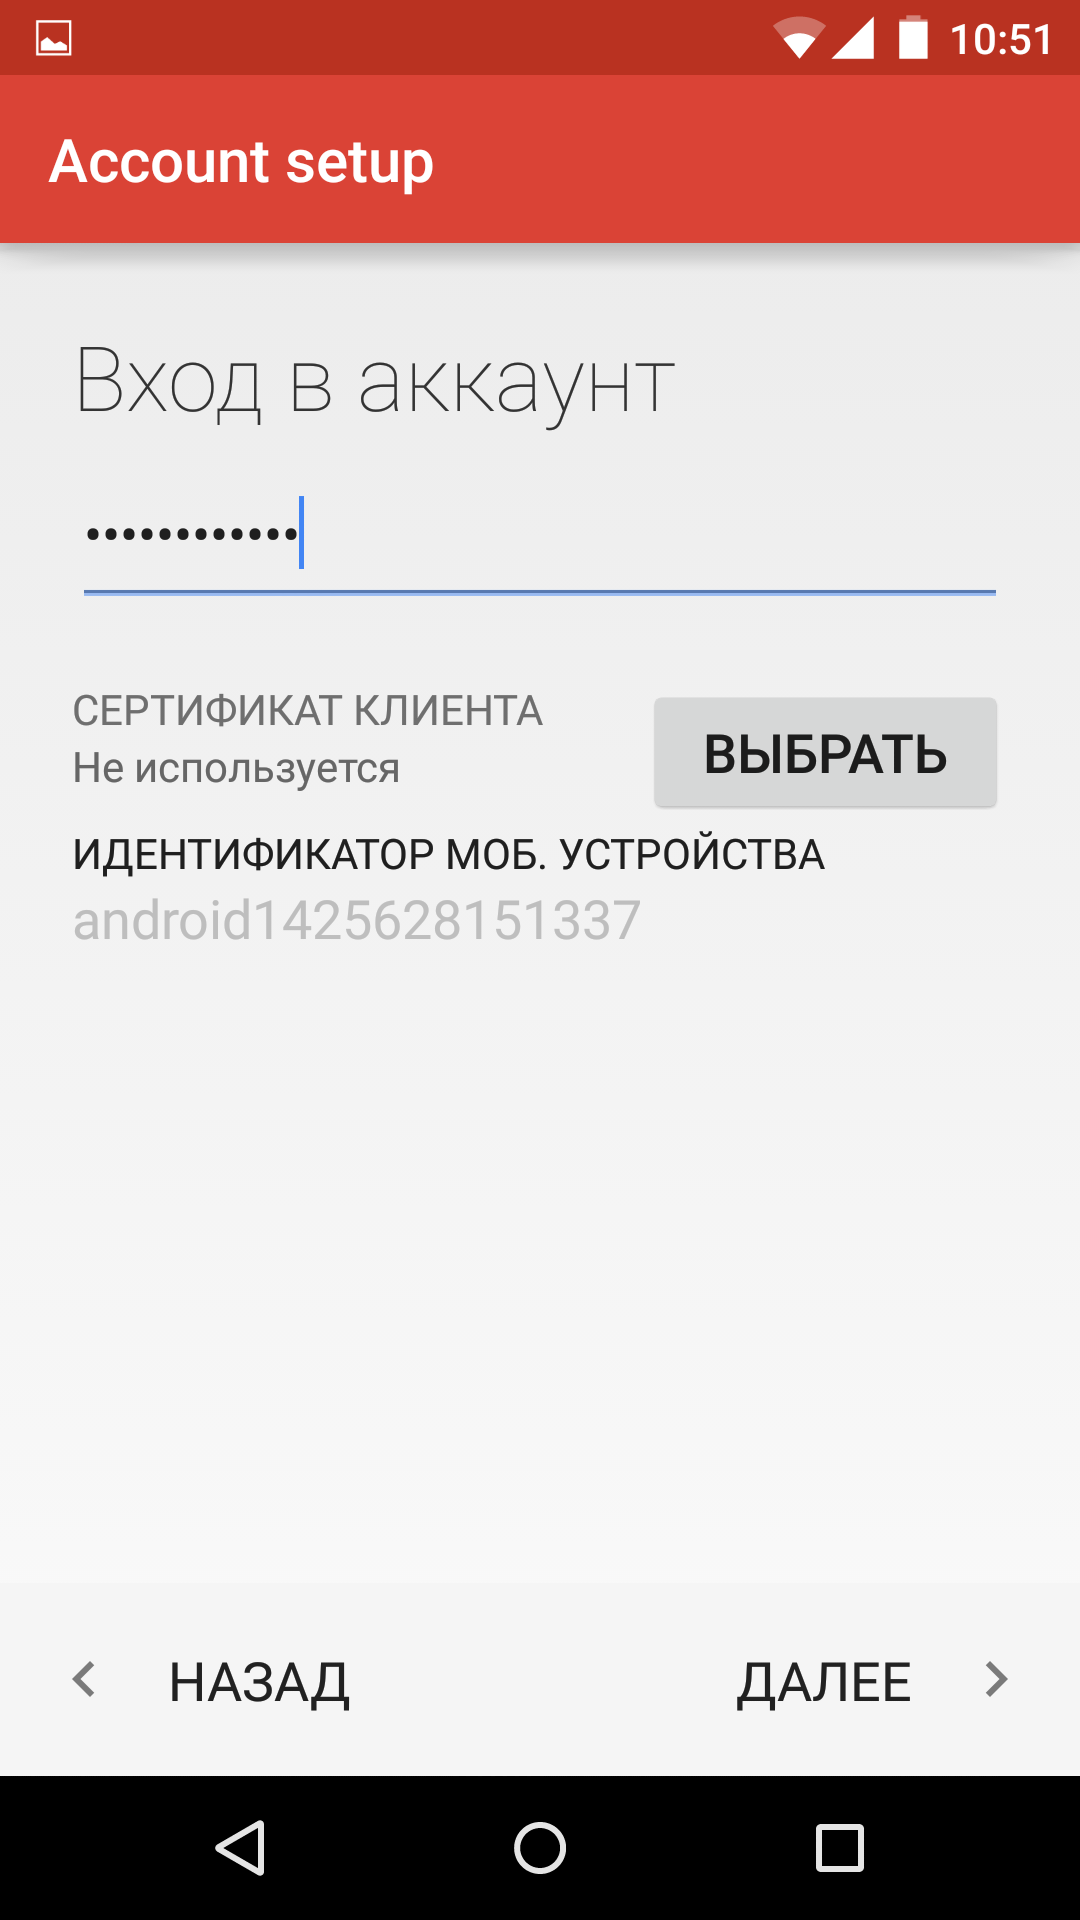 10:51
Account setup
Вход в аккаунт
••••••••••••
СЕРТИФИКАТ КЛИЕНТА
Не используется
ВЫБРАТЬ
ИДЕНТИФИКАТОР МОБ. УСТРОЙСТВА
android1425628151337
НАЗАД
ДАЛЕЕ